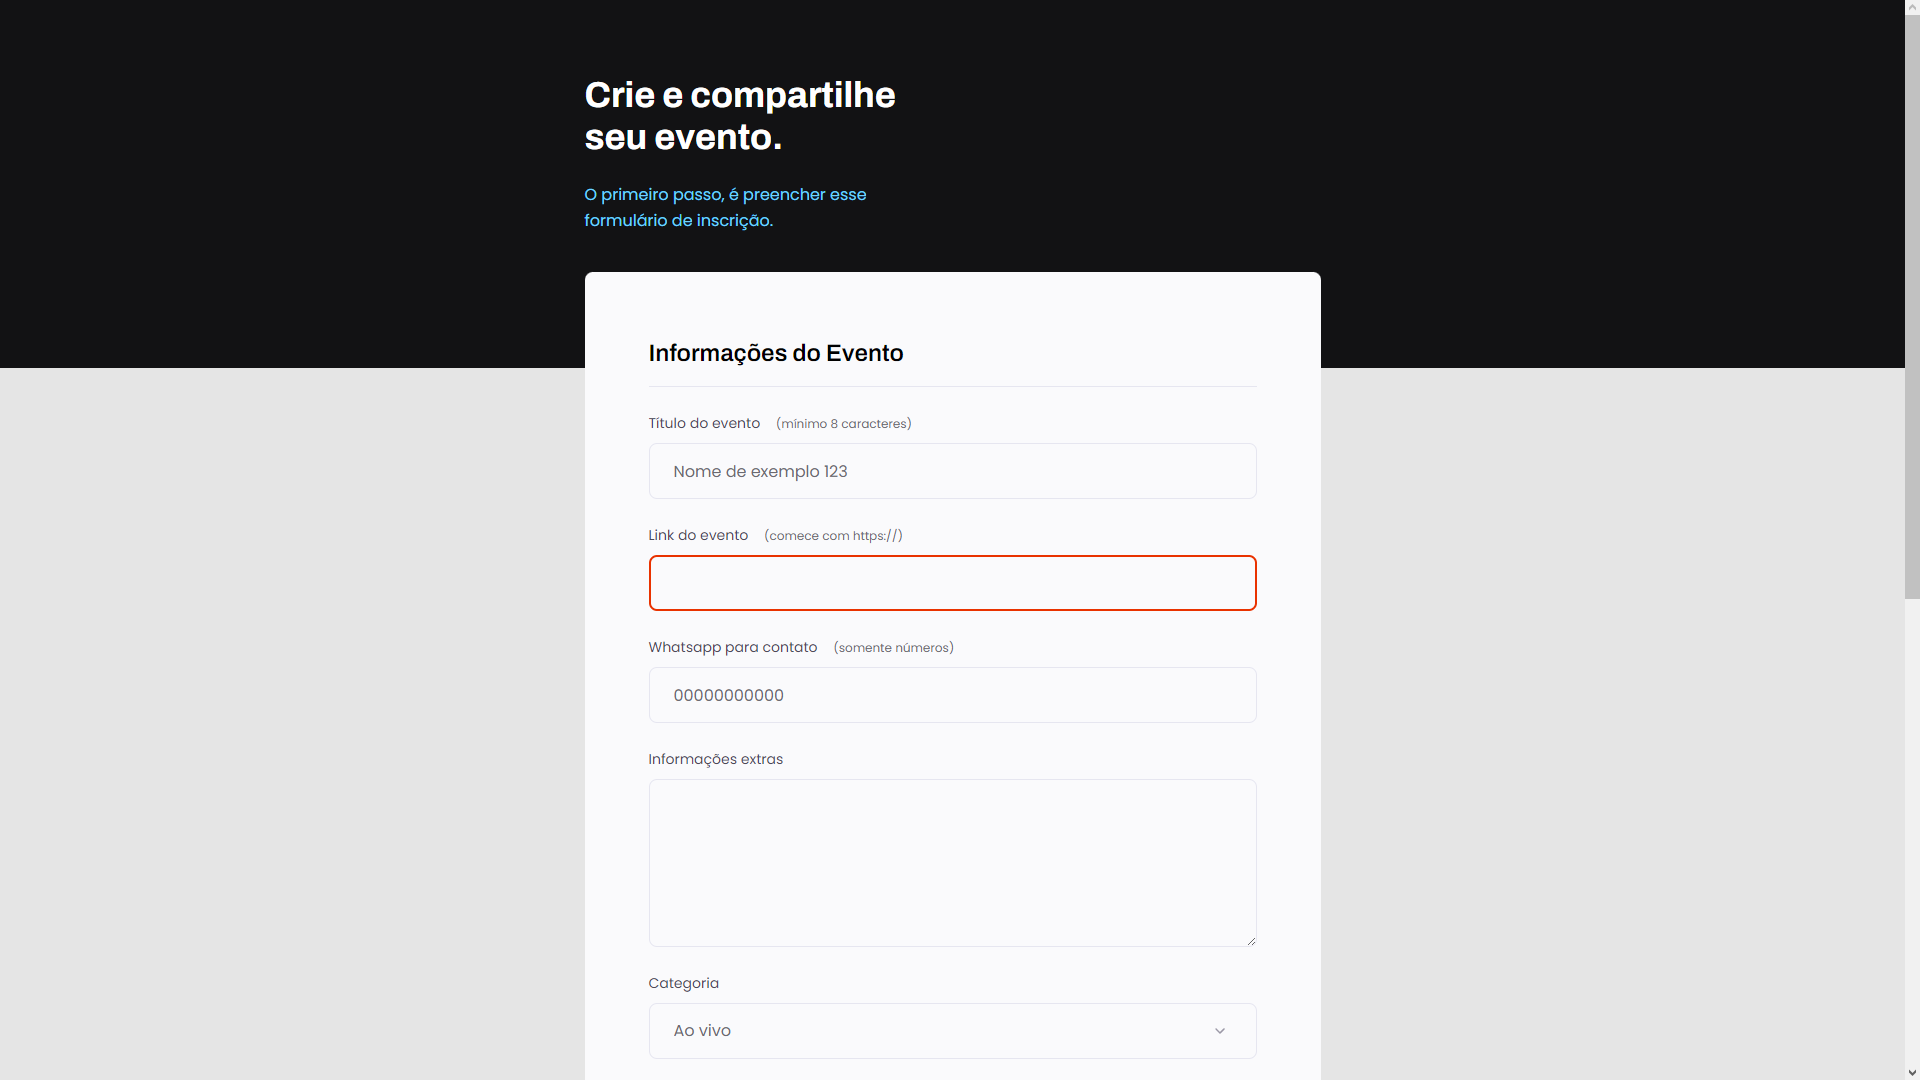 Crie e compartilhe
seu evento.
O primeiro passo, é preencher esse
formulário de inscrição.
Informações do Evento
Título do evento (mínimo 8 caracteres)
Nome de exemplo 123
Link do evento (comece com https://)
Whatsapp para contato (somente números)
00000000000
Informações extras
Categoria
Ao vivo